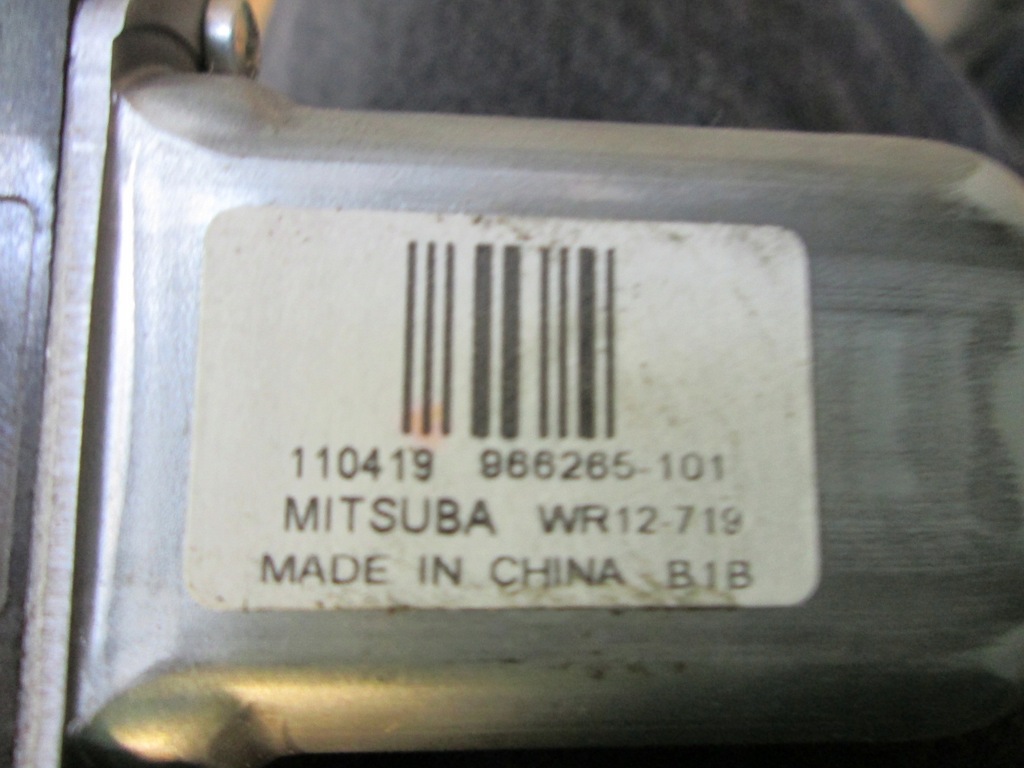 110419 966265-101
MITSUBA WR12-719
MADE IN CHINA B1B